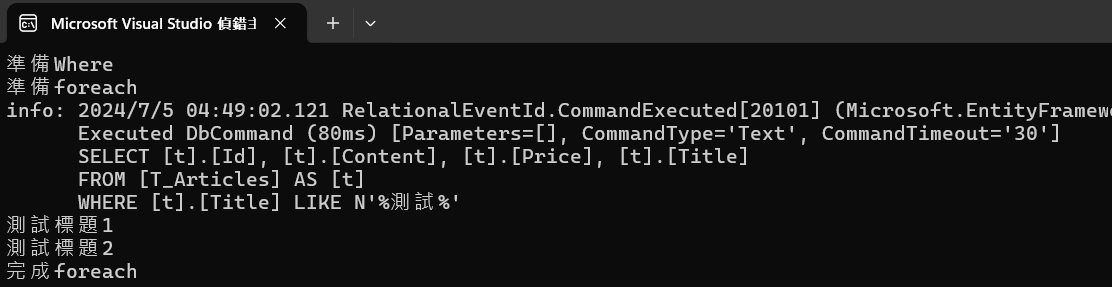 Microsoft Visual Studio 偵錯主
準備Where
準備foreach
info: 2024/7/5 04:49:02.121 RelationalEventId.CommandExecuted[20101] (Microsoft.EntityFramew
Executed DbCommand (80ms) [Parameters=[], CommandType='Text', CommandTimeout='30']
SELECT [t].[Id], [t].[Content], [t].[Price], [t].[Title]
FROM [T_Articles] AS [t]
WHERE [t].[Title] LIKE N'%測試%'
測試標題1
測試標題2
完成foreach